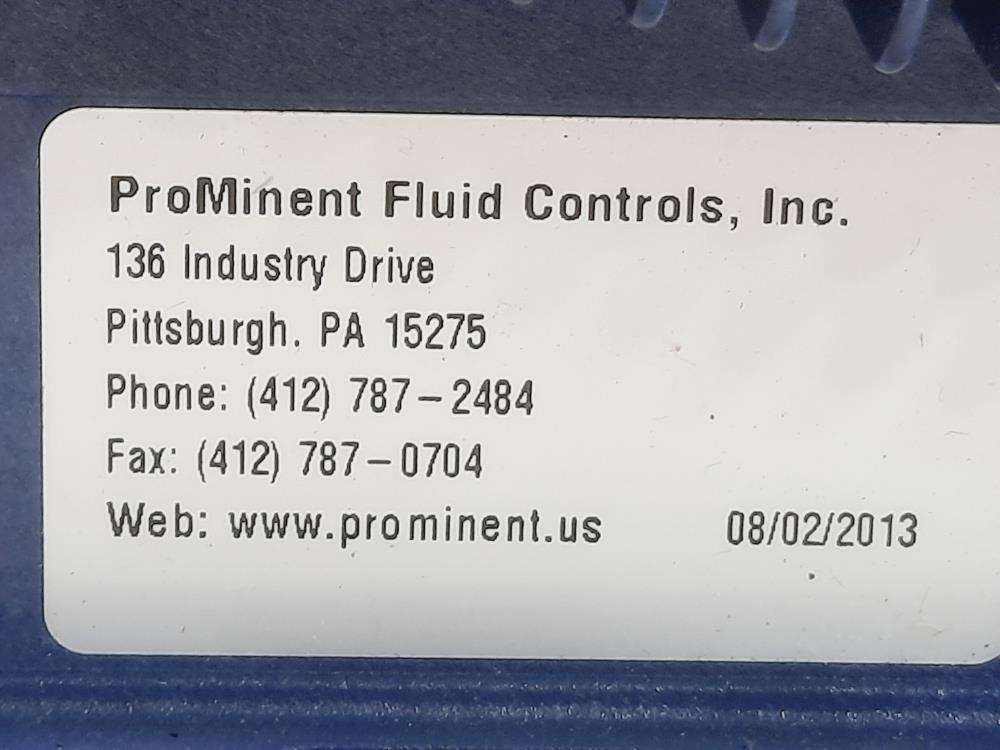 ProMinent Fluid Controls, Inc.
136 Industry Drive
Pittsburgh. PA 15275
Phone: (412) 787-2484
Fax: (412) 787-0704
Web: www.prominent.us 08/02/2013